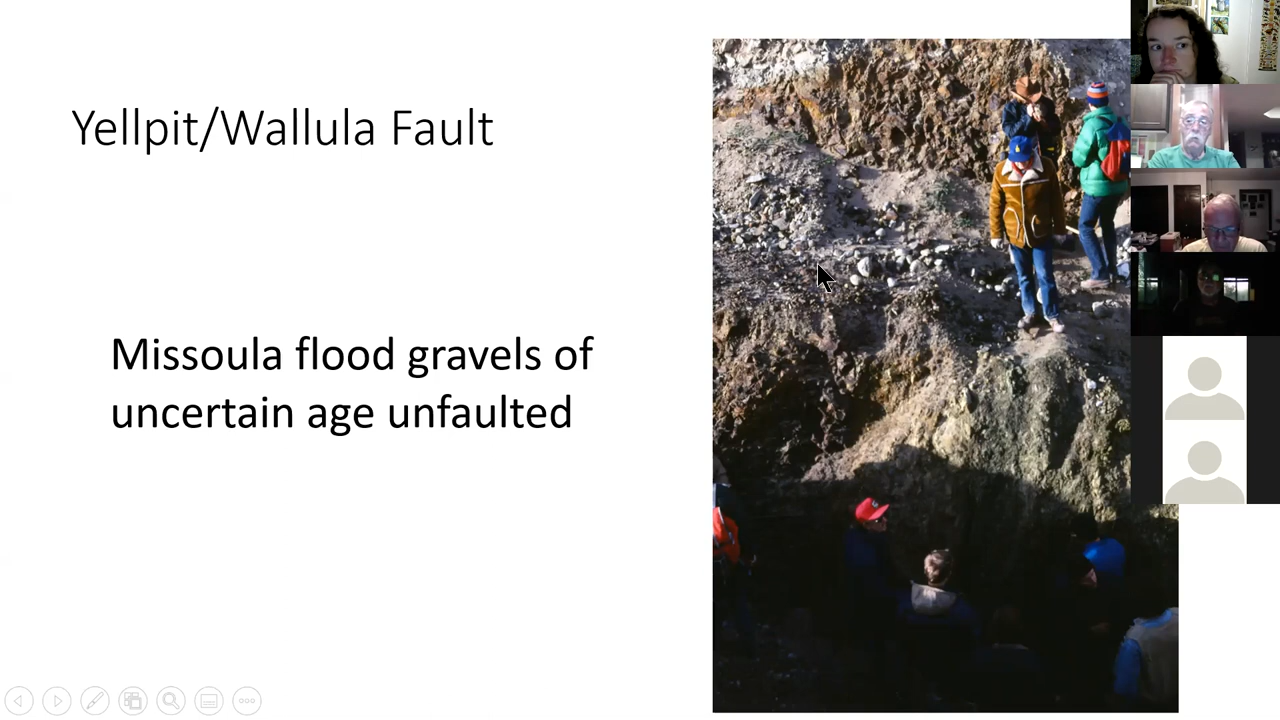 Yellpit/Wallula Fault
Missoula flood gravels of
uncertain age unfaulted